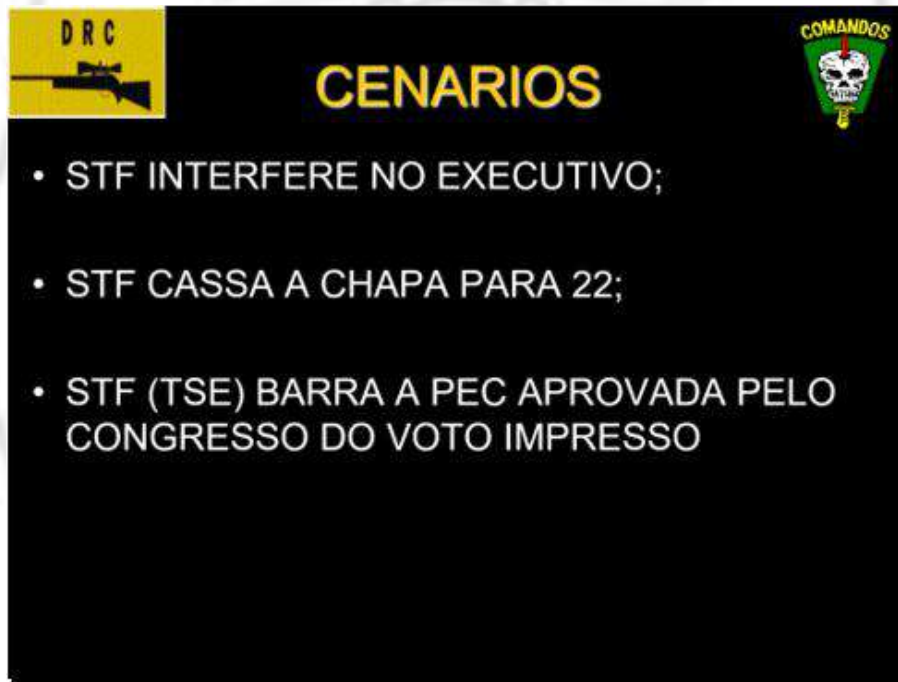 DRC
COMANDOS
CENARIOS
• STF INTERFERE NO EXECUTIVO;
• STF CASSA A CHAPA PARA 22;
• STF (TSE) BARRA A PEC APROVADA PELO
CONGRESSO DO VOTO IMPRESSO